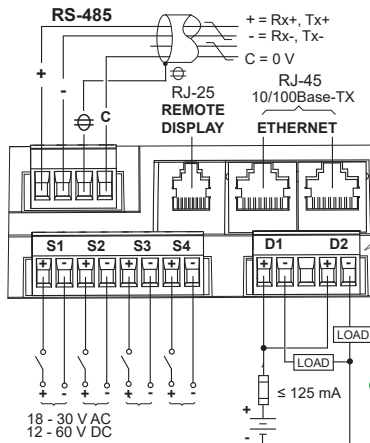 RS-485
+ = Rx+, Tx+
- = Rx-, Tx-
C = 0 V
+
-
C
RJ-25
REMOTE
DISPLAY
RJ-45
10/100Base-TX
ETHERNET
S1 S2 S3 S4
+ - + - + - + -
D1 D2
+ - + -
LOAD
LOAD
≤ 125 mA
+
-
+ - + - + - + -
18 - 30 V AC
12 - 60 V DC